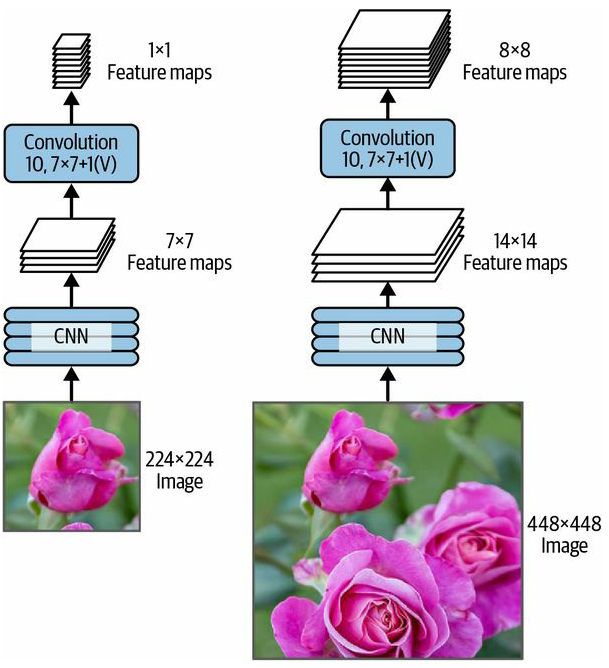 1×1
Feature maps
Convolution
10, 7×7+1(V)
7×7
Feature maps
CNN
224×224
Image
8×8
Feature maps
Convolution
10, 7×7+1(V)
14×14
Feature maps
CNN
448×448
Image